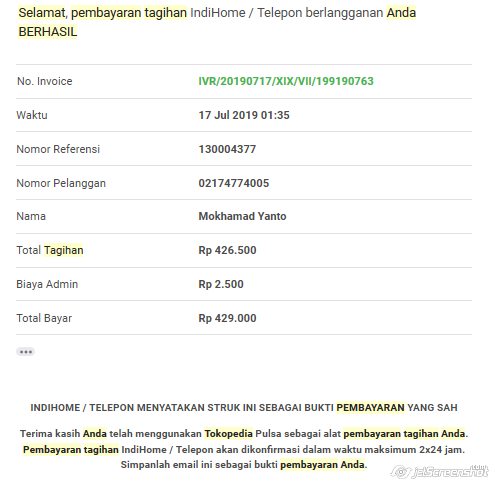 Selamat, pembayaran tagihan IndiHome / Telepon berlangganan Anda
BERHASIL
No. Invoice IVR/20190717/XIX/VII/199190763
Waktu 17 Jul 2019 01:35
Nomor Referensi 130004377
Nomor Pelanggan 02174774005
Nama Mokhamad Yanto
Total Tagihan Rp 426.500
Biaya Admin Rp 2.500
Total Bayar Rp 429.000
INDIHOME / TELEPON MENYATAKAN STRUK INI SEBAGAI BUKTI PEMBAYARAN YANG SAH
Terima kasih Anda telah menggunakan Tokopedia Pulsa sebagai alat pembayaran tagihan Anda.
Pembayaran tagihan IndiHome / Telepon akan dikonfirmasi dalam waktu maksimum 2x24 jam.
Simpanlah email ini sebagai bukti pembayaran Anda.
jetScreenshot